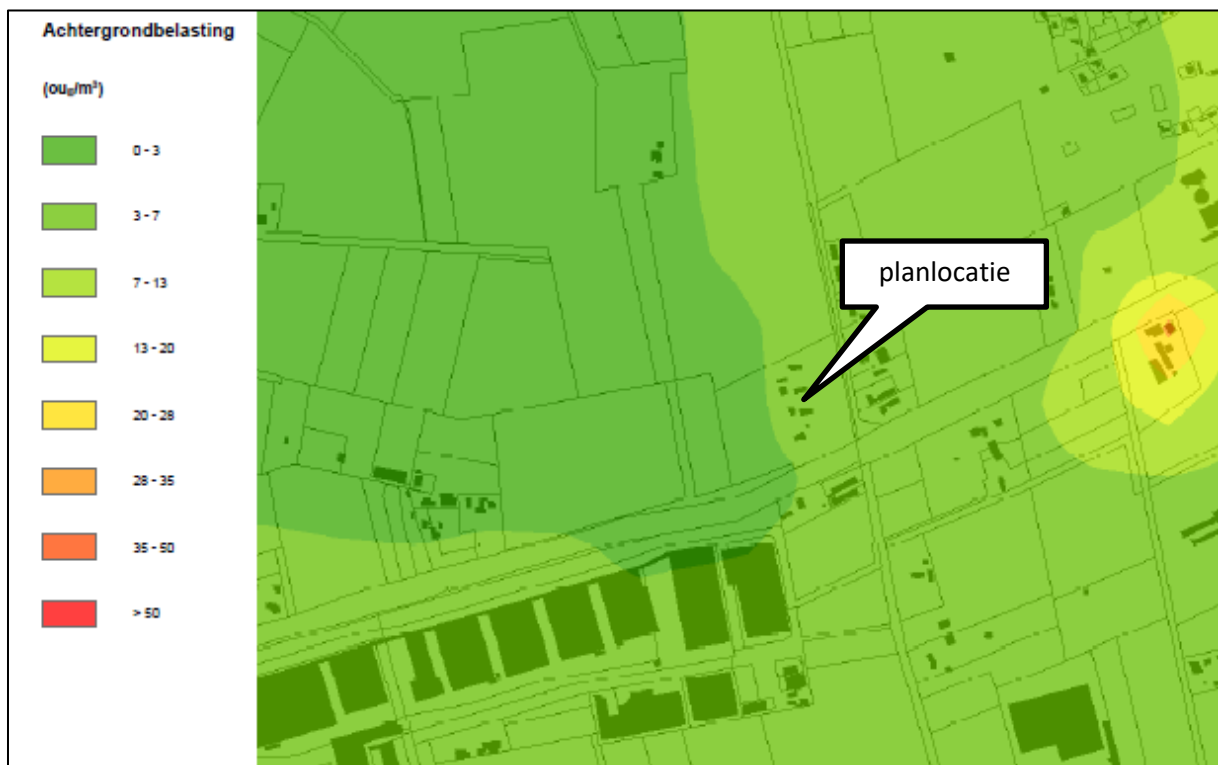 Achtergrondbelasting
(ouₑ/m³)
0 - 3
3 - 7
7 - 13
13 - 20
20 - 28
28 - 35
35 - 50
> 50
planlocatie